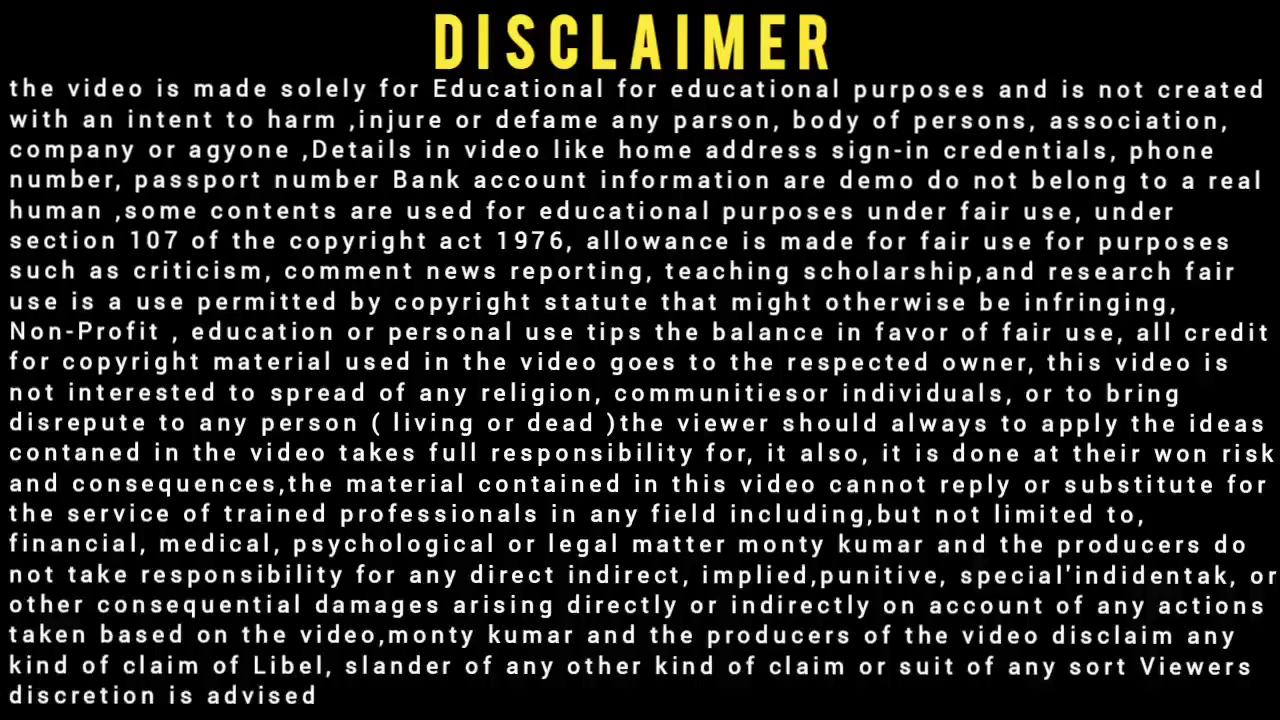 DISCLAIMER
the video is made solely for Educational for educational purposes and is not created
with an intent to harm ,injure or defame any parson, body of persons, association,
company or agyone ,Details in video like home address sign-in credentials, phone
number, passport number Bank account information are demo do not belong to a real
human ,some contents are used for educational purposes under fair use, under
section 107 of the copyright act 1976, allowance is made for fair use for purposes
such as criticism, comment news reporting, teaching scholarship,and research fair
use is a use permitted by copyright statute that might otherwise be infringing,
Non-Profit , education or personal use tips the balance in favor of fair use, all credit
for copyright material used in the video goes to the respected owner, this video is
not interested to spread of any religion, communitiesor individuals, or to bring
disrepute to any person ( living or dead )the viewer should always to apply the ideas
contaned in the video takes full responsibility for, it also, it is done at their won risk
and consequences,the material contained in this video cannot reply or substitute for
the service of trained professionals in any field including,but not limited to,
financial, medical, psychological or legal matter monty kumar and the producers do
not take responsibility for any direct indirect, implied,punitive, special'indidentak, or
other consequential damages arising directly or indirectly on account of any actions
taken based on the video,monty kumar and the producers of the video disclaim any
kind of claim of Libel, slander of any other kind of claim or suit of any sort Viewers
discretion is advised